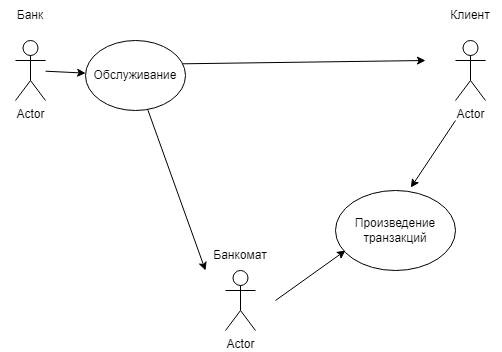 Банк
Клиент
Обслуживание
Actor
Actor
Произведение
транзакций
Банкомат
Actor